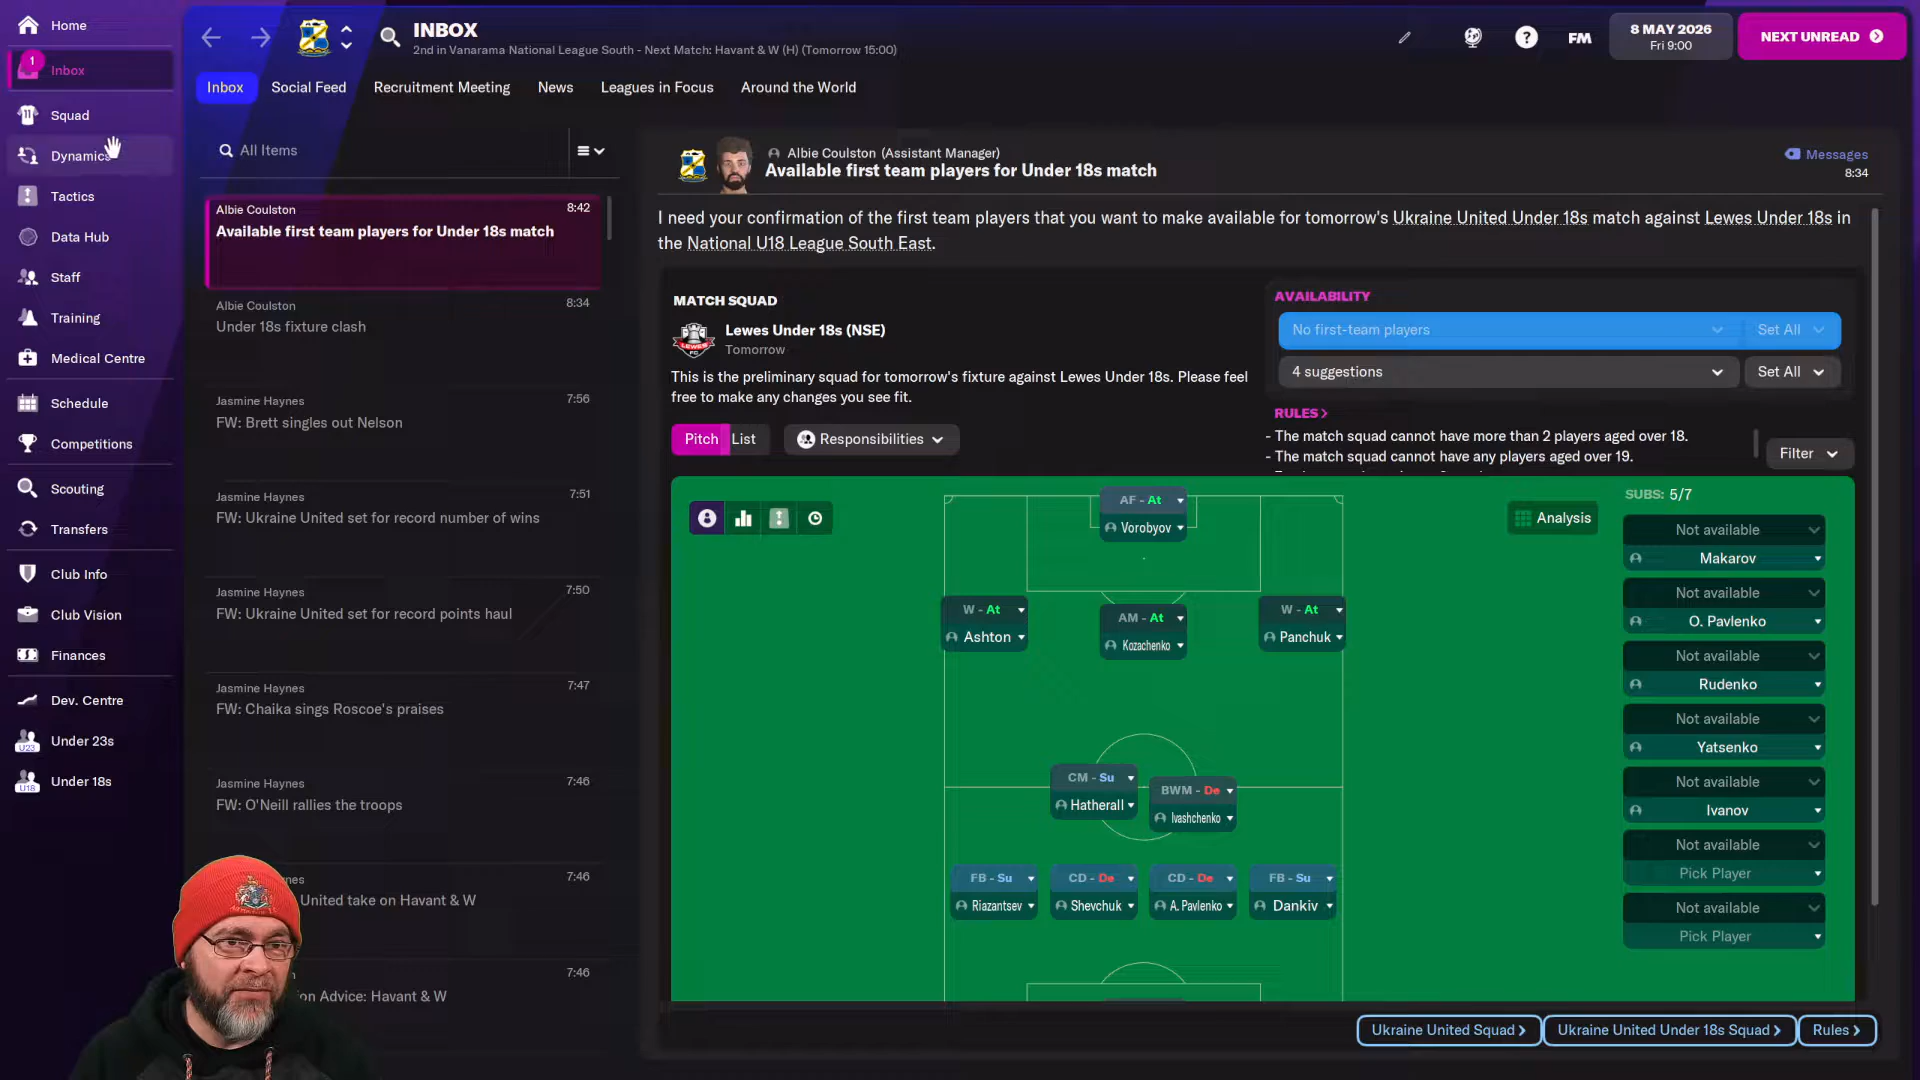 Home
1
Inbox
Squad
Dynamics
Tactics
Data Hub
Staff
Training
Medical Centre
Schedule
Competitions
Scouting
Transfers
Club Info
Club Vision
Finances
Dev. Centre
U23
Under 23s
U18
Under 18s
INBOX
2nd in Vanarama National League South - Next Match: Havant & W (H) (Tomorrow 15:00)
FM
8 MAY 2026
Fri 9:00
NEXT UNREAD
Inbox
Social Feed
Recruitment Meeting
News
Leagues in Focus
Around the World
All Items
Albie Coulston
8:42
Available first team players for Under 18s match
Albie Coulston
8:34
Under 18s fixture clash
Jasmine Haynes
7:56
FW: Brett singles out Nelson
Jasmine Haynes
7:51
FW: Ukraine United set for record number of wins
Jasmine Haynes
7:50
FW: Ukraine United set for record points haul
Jasmine Haynes
7:47
FW: Chaika sings Roscoe's praises
Jasmine Haynes
7:46
FW: O'Neill rallies the troops
7:46
United take on Havant & W
7:46
Advice: Havant & W
Albie Coulston (Assistant Manager)
Available first team players for Under 18s match
Messages
8:34
I need your confirmation of the first team players that you want to make available for tomorrow's Ukraine United Under 18s match against Lewes Under 18s in
the National U18 League South East.
MATCH SQUAD
LEWES
FC
Lewes Under 18s (NSE)
Tomorrow
This is the preliminary squad for tomorrow's fixture against Lewes Under 18s. Please feel
free to make any changes you see fit.
Pitch
List
Responsibilities
AVAILABILITY
No first-team players
Set All
4 suggestions
Set All
RULES >
- The match squad cannot have more than 2 players aged over 18.
- The match squad cannot have any players aged over 19.
Filter
Analysis
AF - At
Vorobyov
W - At
Ashton
AM - At
Kozachenko
W - At
Panchuk
CM - Su
Hatherall
BWM - De
Ivashchenko
FB - Su
Riazantsev
CD - De
Shevchuk
CD - De
A. Pavlenko
FB - Su
Dankiv
SUBS: 5/7
Not available
Makarov
Not available
O. Pavlenko
Not available
Rudenko
Not available
Yatsenko
Not available
Ivanov
Not available
Pick Player
Not available
Pick Player
Ukraine United Squad >
Ukraine United Under 18s Squad >
Rules >